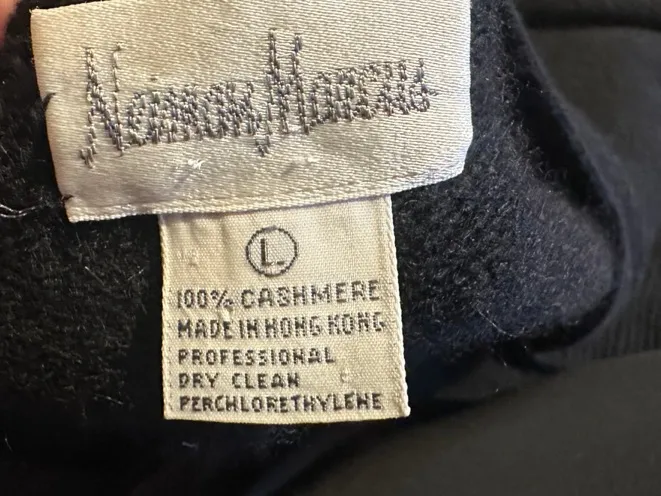 Neiman Marcus
L
100% CASHMERE
MADE IN HONG KONG
PROFESSIONAL
DRY CLEAN
PERCHLORETHYLENE